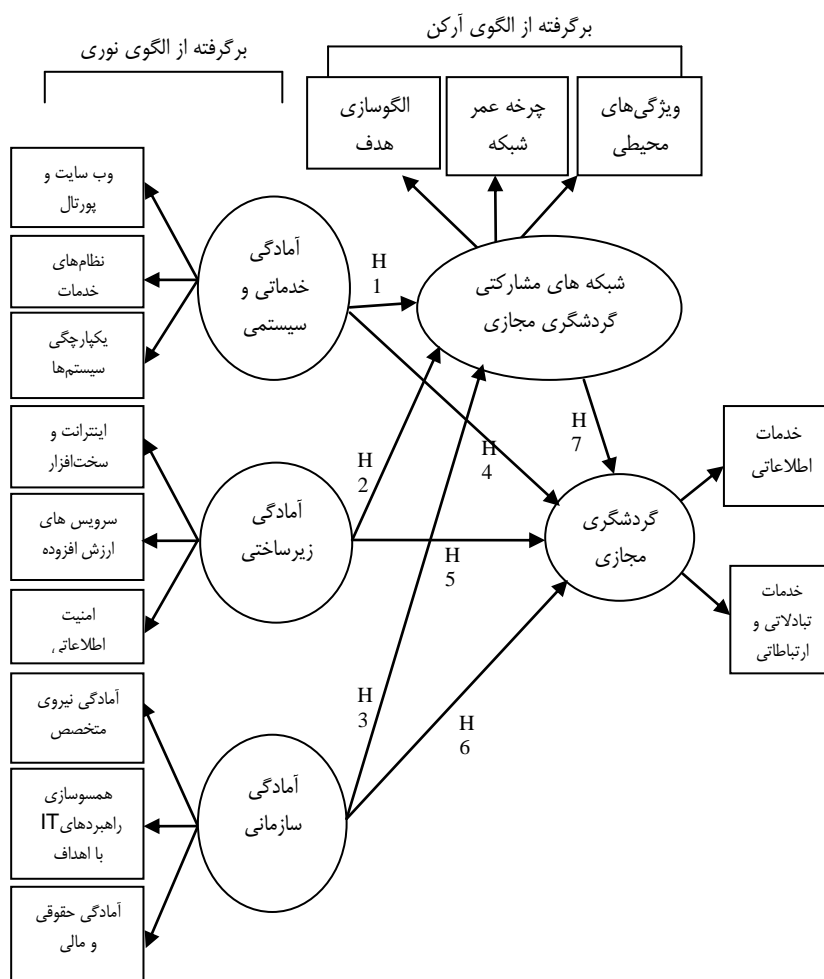 برگرفته از الگوی آرکن
برگرفته از الگوی نوری
ویژگی‌های
محیطی
چرخه عمر
شبکه
الگوسازی
هدف
وب سایت و
پورتال
نظام‌های
خدمات
یکپارچگی
سیستم‌ها
آمادگی
خدماتی و
سیستمی
شبکه های مشارکتی
گردشگری مجازی
H
1
H
2
H
3
H
4
H
5
H
6
H
7
اینترانت و
سخت‌افزار
سرویس های
ارزش افزوده
امنیت
اطلاعاتی
آمادگی
زیرساختی
گردشگری
مجازی
خدمات
اطلاعاتی
خدمات
تبادلاتی و
ارتباطاتی
آمادگی نیروی
متخصص
همسوسازی
راهبردهای IT
با اهداف
آمادگی حقوقی
و مالی
آمادگی
سازمانی